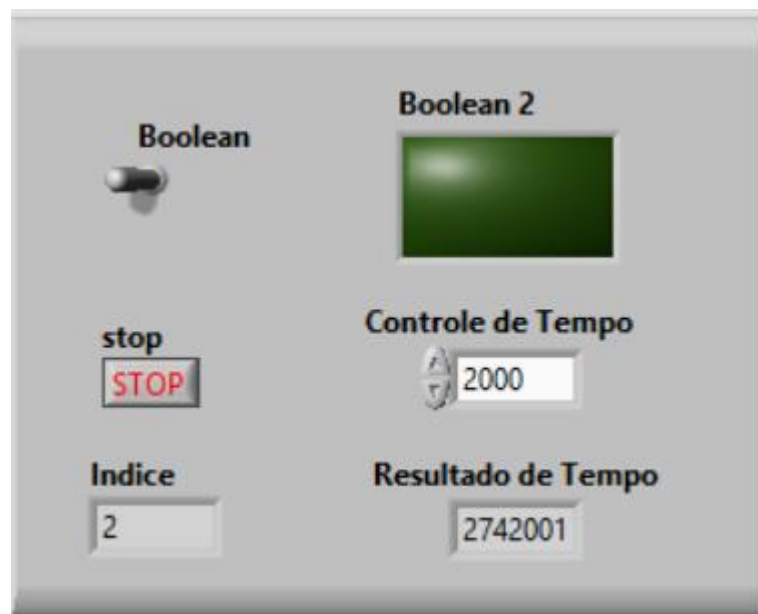 Boolean
Boolean 2
stop
STOP
Controle de Tempo
2000
Indice
2
Resultado de Tempo
2742001